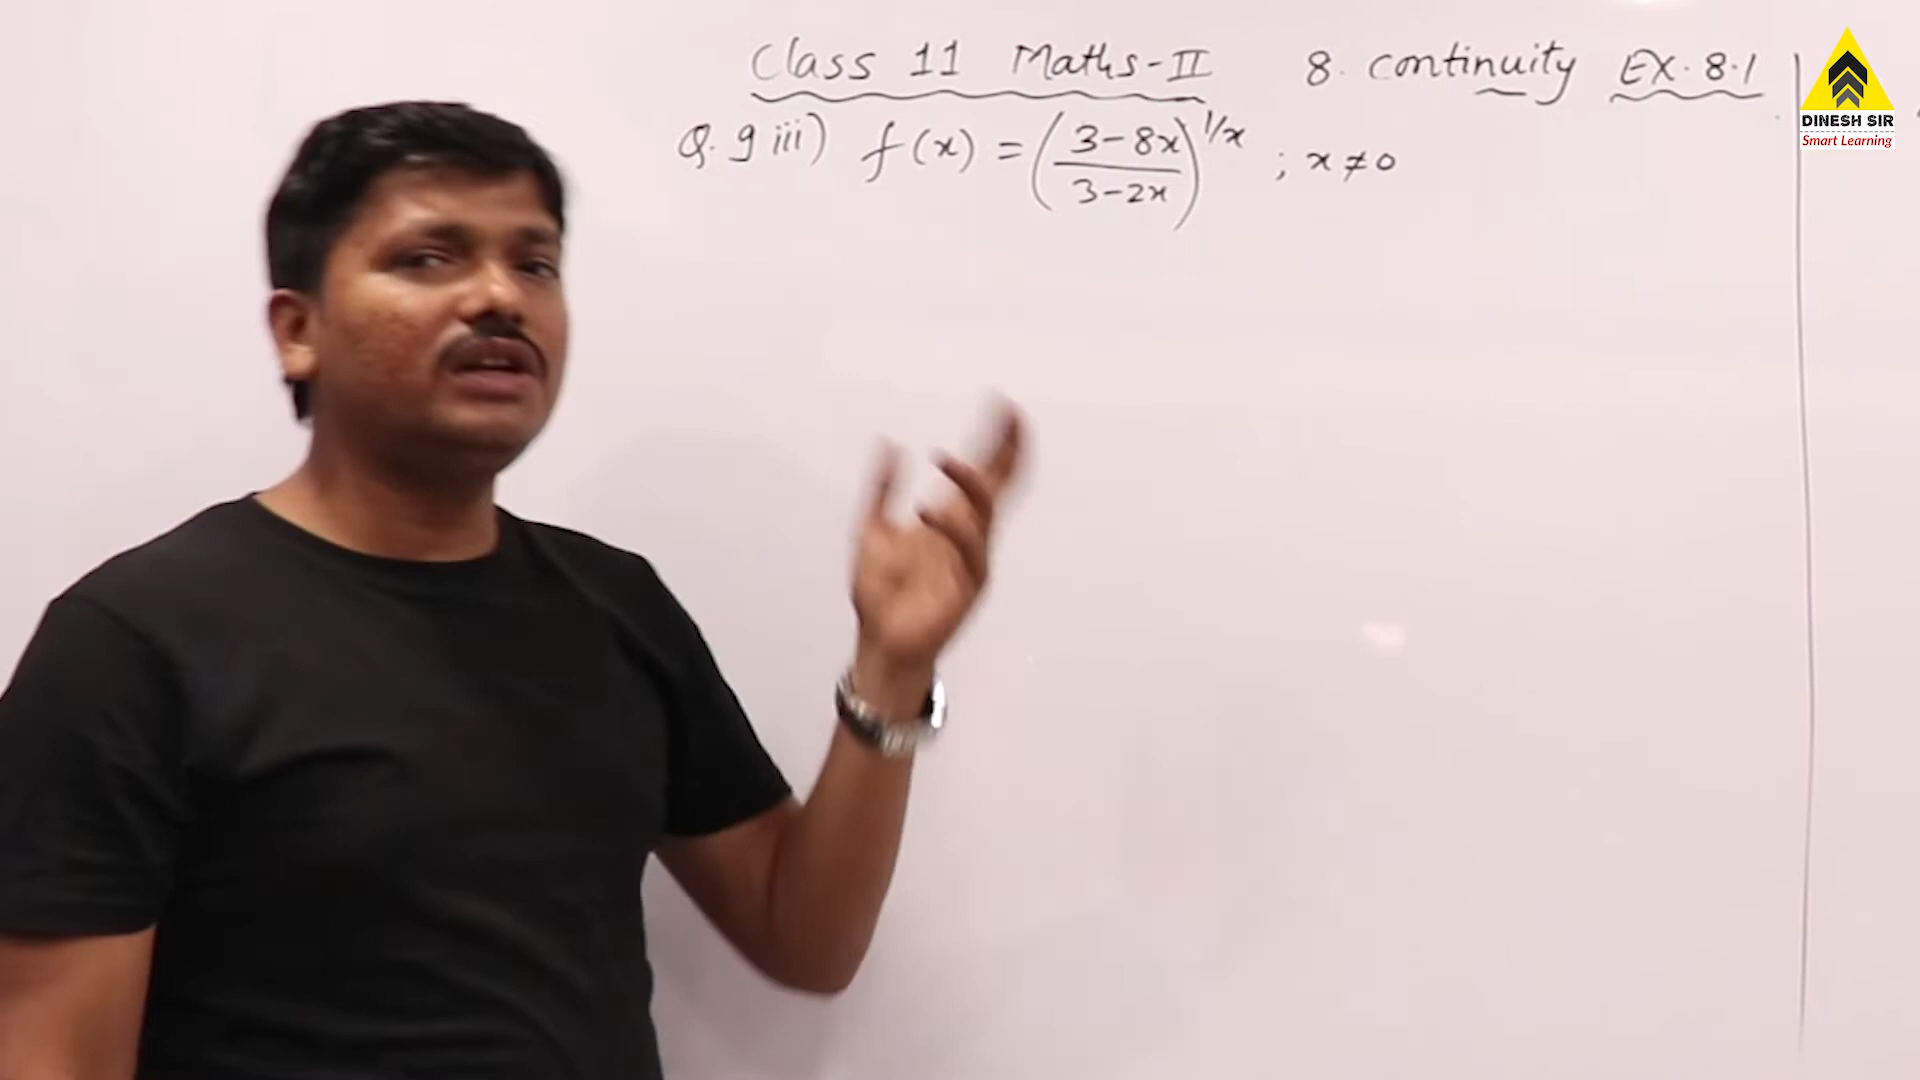 Class 11 Maths-II 8. continuity EX. 8.1
Q. 9 iii) f(x) = (3-8x / 3-2x)^1/x ; x ≠ 0
DINESH SIR
Smart Learning